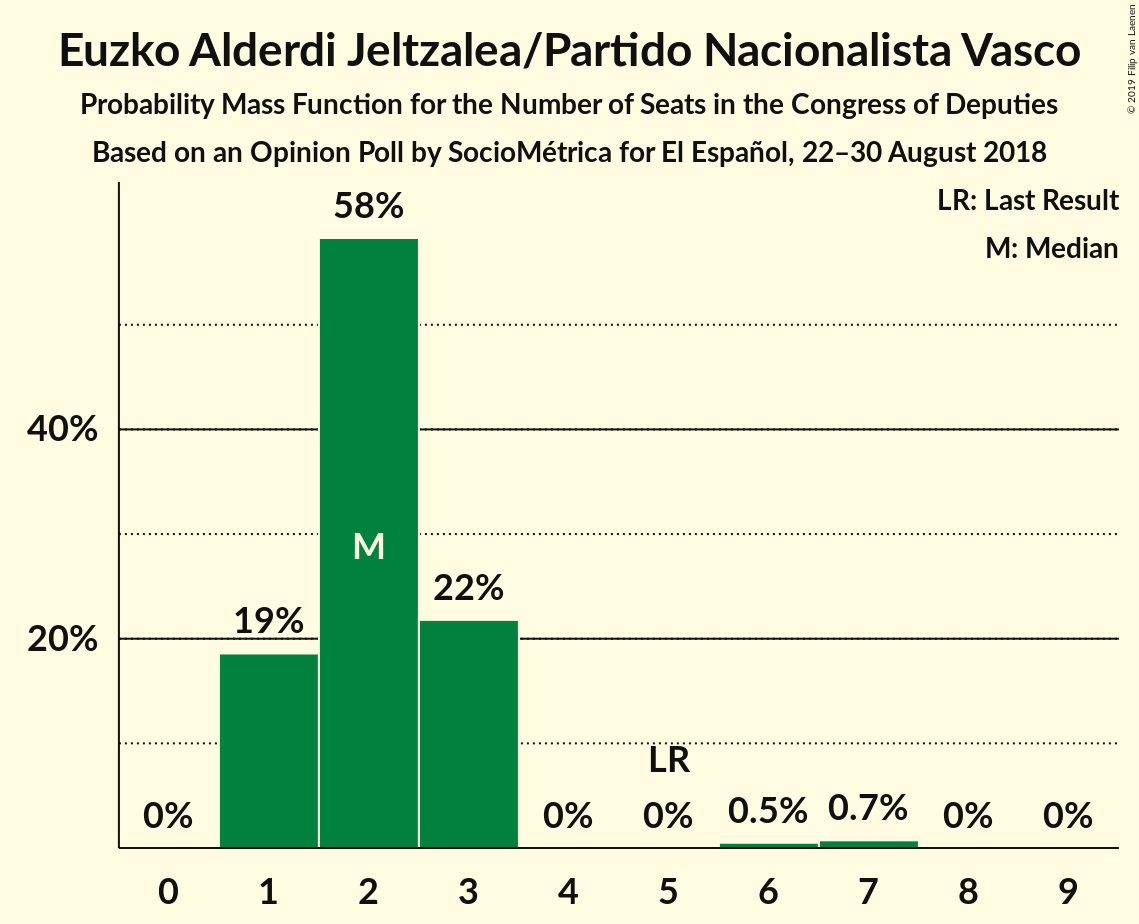 Euzko Alderdi Jeltzalea/Partido Nacionalista Vasco
Probability Mass Function for the Number of Seats in the Congress of Deputies
Based on an Opinion Poll by SocioMétrica for El Español, 22–30 August 2018
© 2019 Filip van Laenen
LR: Last Result
M: Median
58%
40%
M
22%
19%
20%
LR
0%
0%
0%
0.5%
0.7%
0%
0%
0 1 2 3 4 5 6 7 8 9